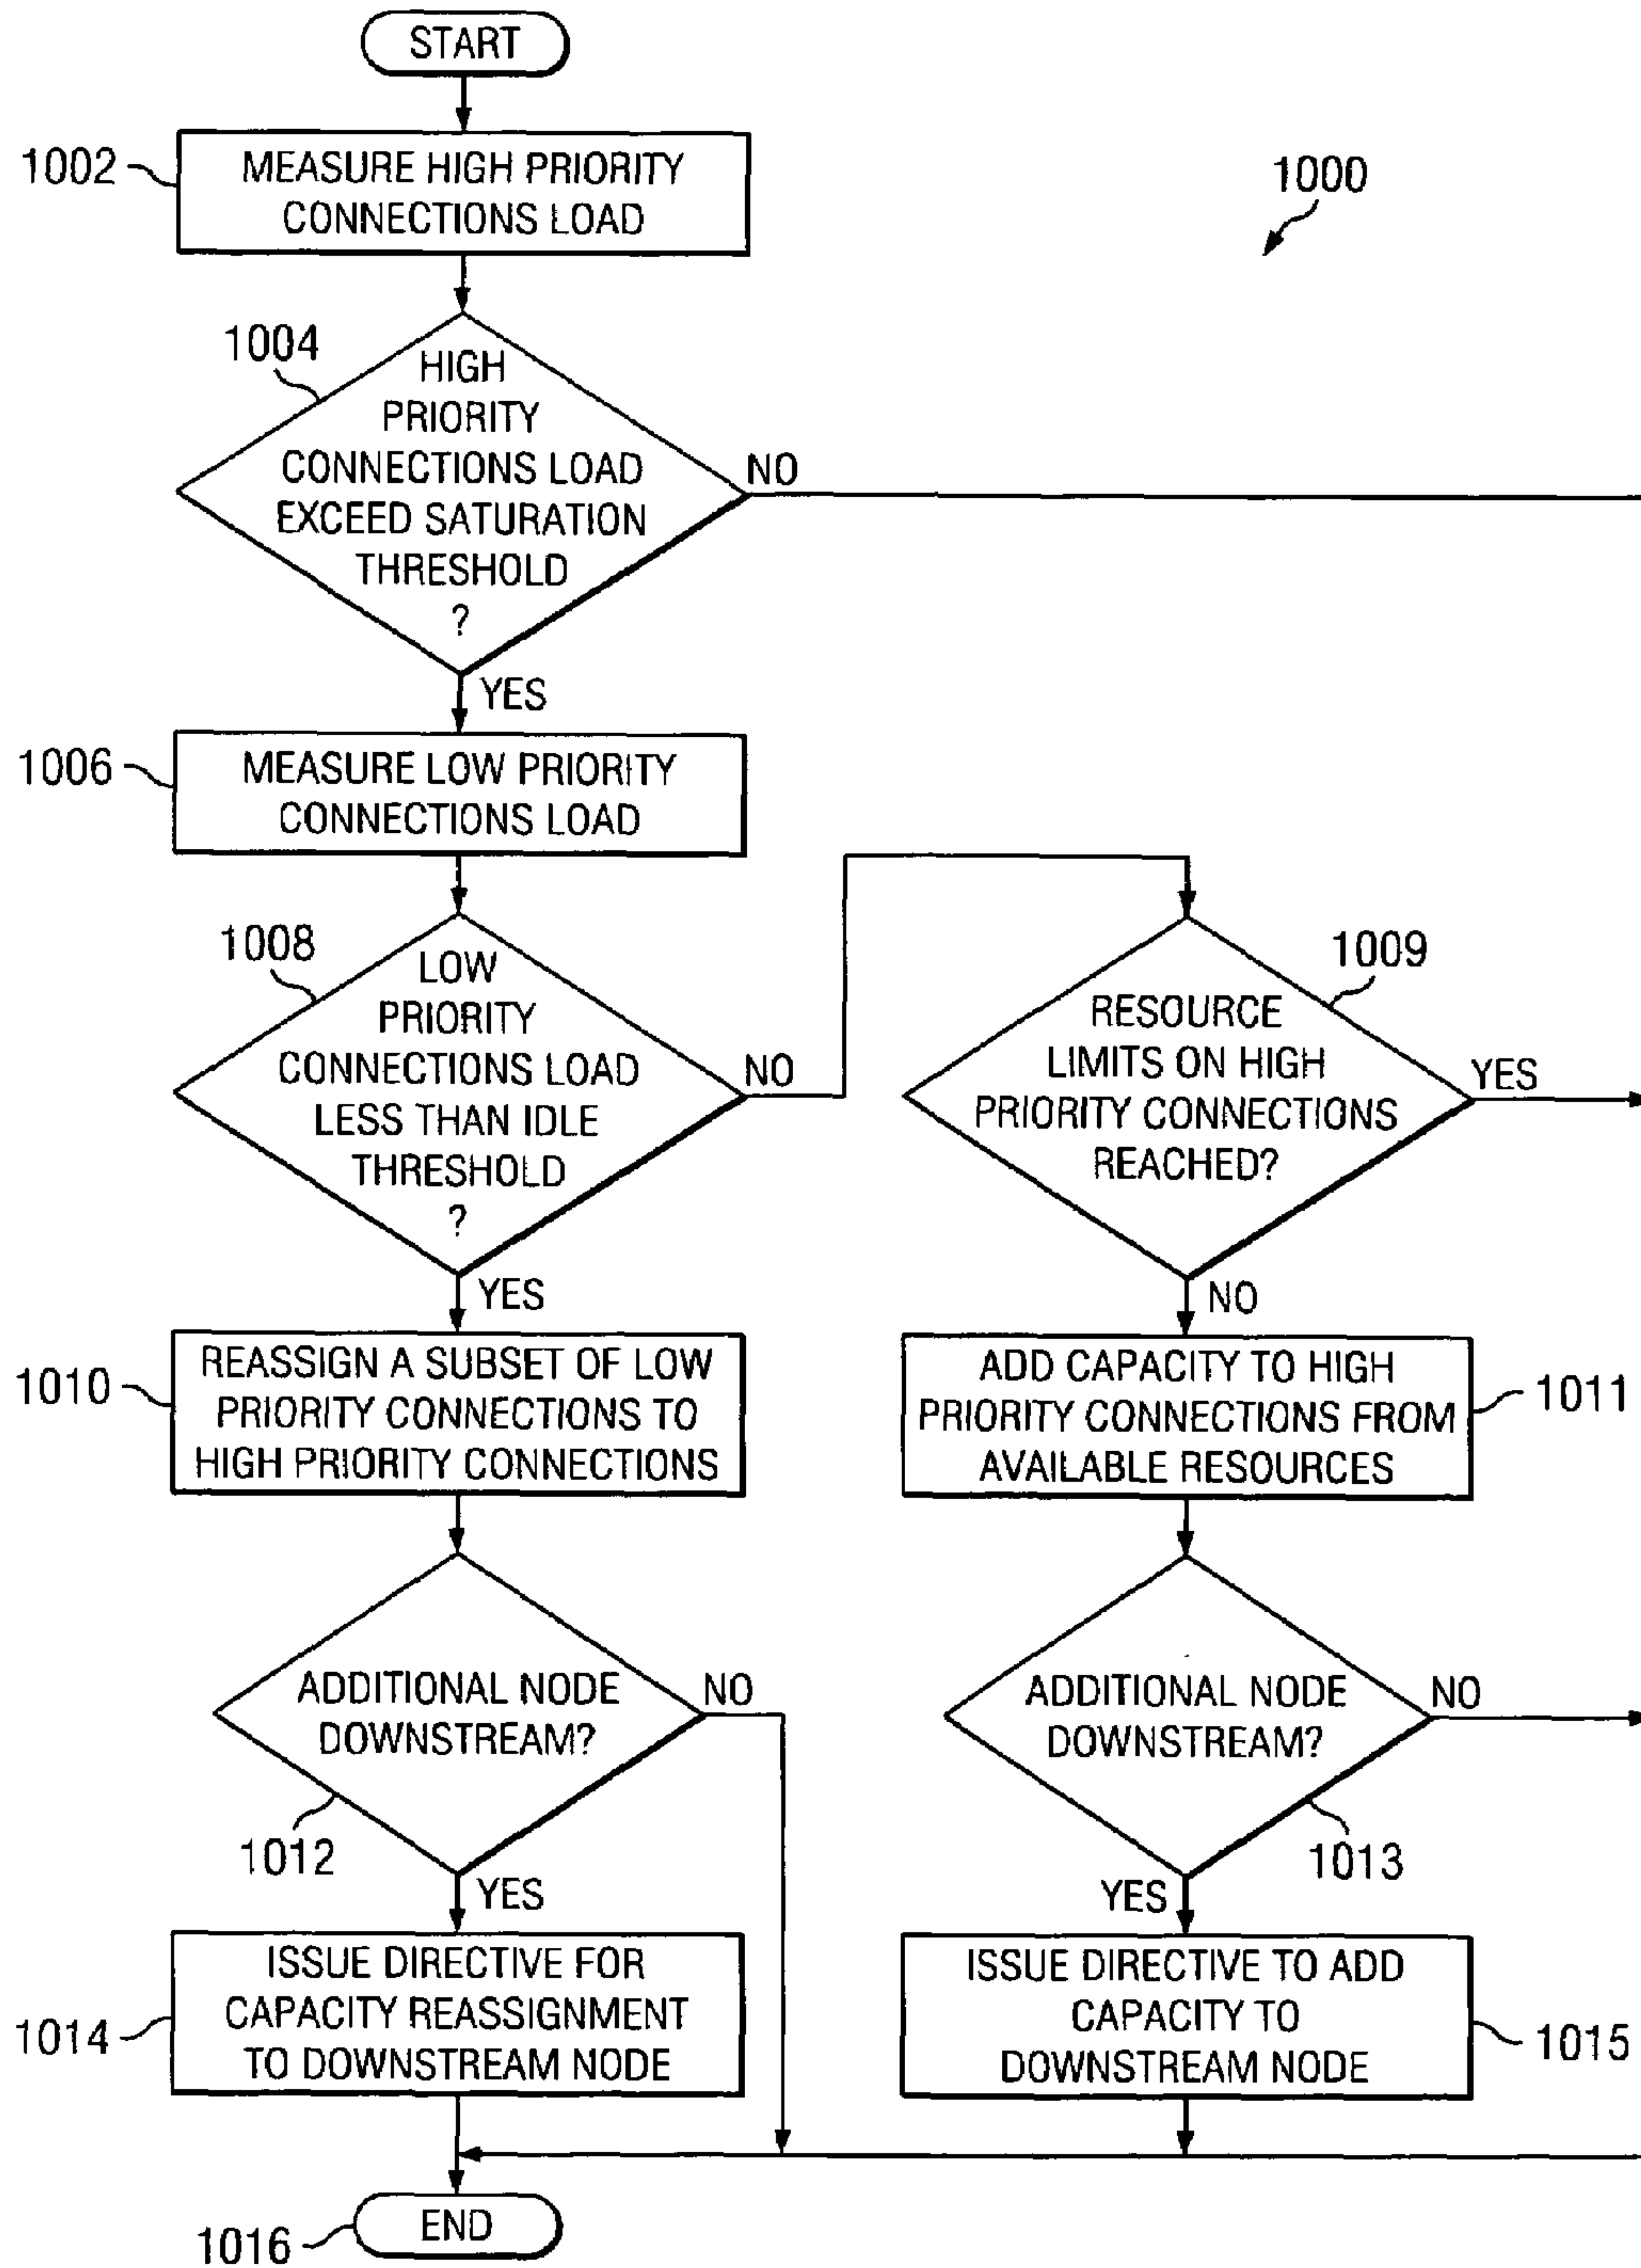 START
1002
MEASURE HIGH PRIORITY
CONNECTIONS LOAD
1000
1004
HIGH
PRIORITY
CONNECTIONS LOAD
EXCEED SATURATION
THRESHOLD
?
NO
YES
1006
MEASURE LOW PRIORITY
CONNECTIONS LOAD
1008
LOW
PRIORITY
CONNECTIONS LOAD
LESS THAN IDLE
THRESHOLD
?
NO
YES
1009
RESOURCE
LIMITS ON HIGH
PRIORITY CONNECTIONS
REACHED?
YES
NO
1010
REASSIGN A SUBSET OF LOW
PRIORITY CONNECTIONS TO
HIGH PRIORITY CONNECTIONS
ADD CAPACITY TO HIGH
PRIORITY CONNECTIONS FROM
AVAILABLE RESOURCES
1011
ADDITIONAL NODE
DOWNSTREAM?
NO
1012
YES
ADDITIONAL NODE
DOWNSTREAM?
NO
1013
YES
1014
ISSUE DIRECTIVE FOR
CAPACITY REASSIGNMENT
TO DOWNSTREAM NODE
ISSUE DIRECTIVE TO ADD
CAPACITY TO
DOWNSTREAM NODE
1015
1016
END